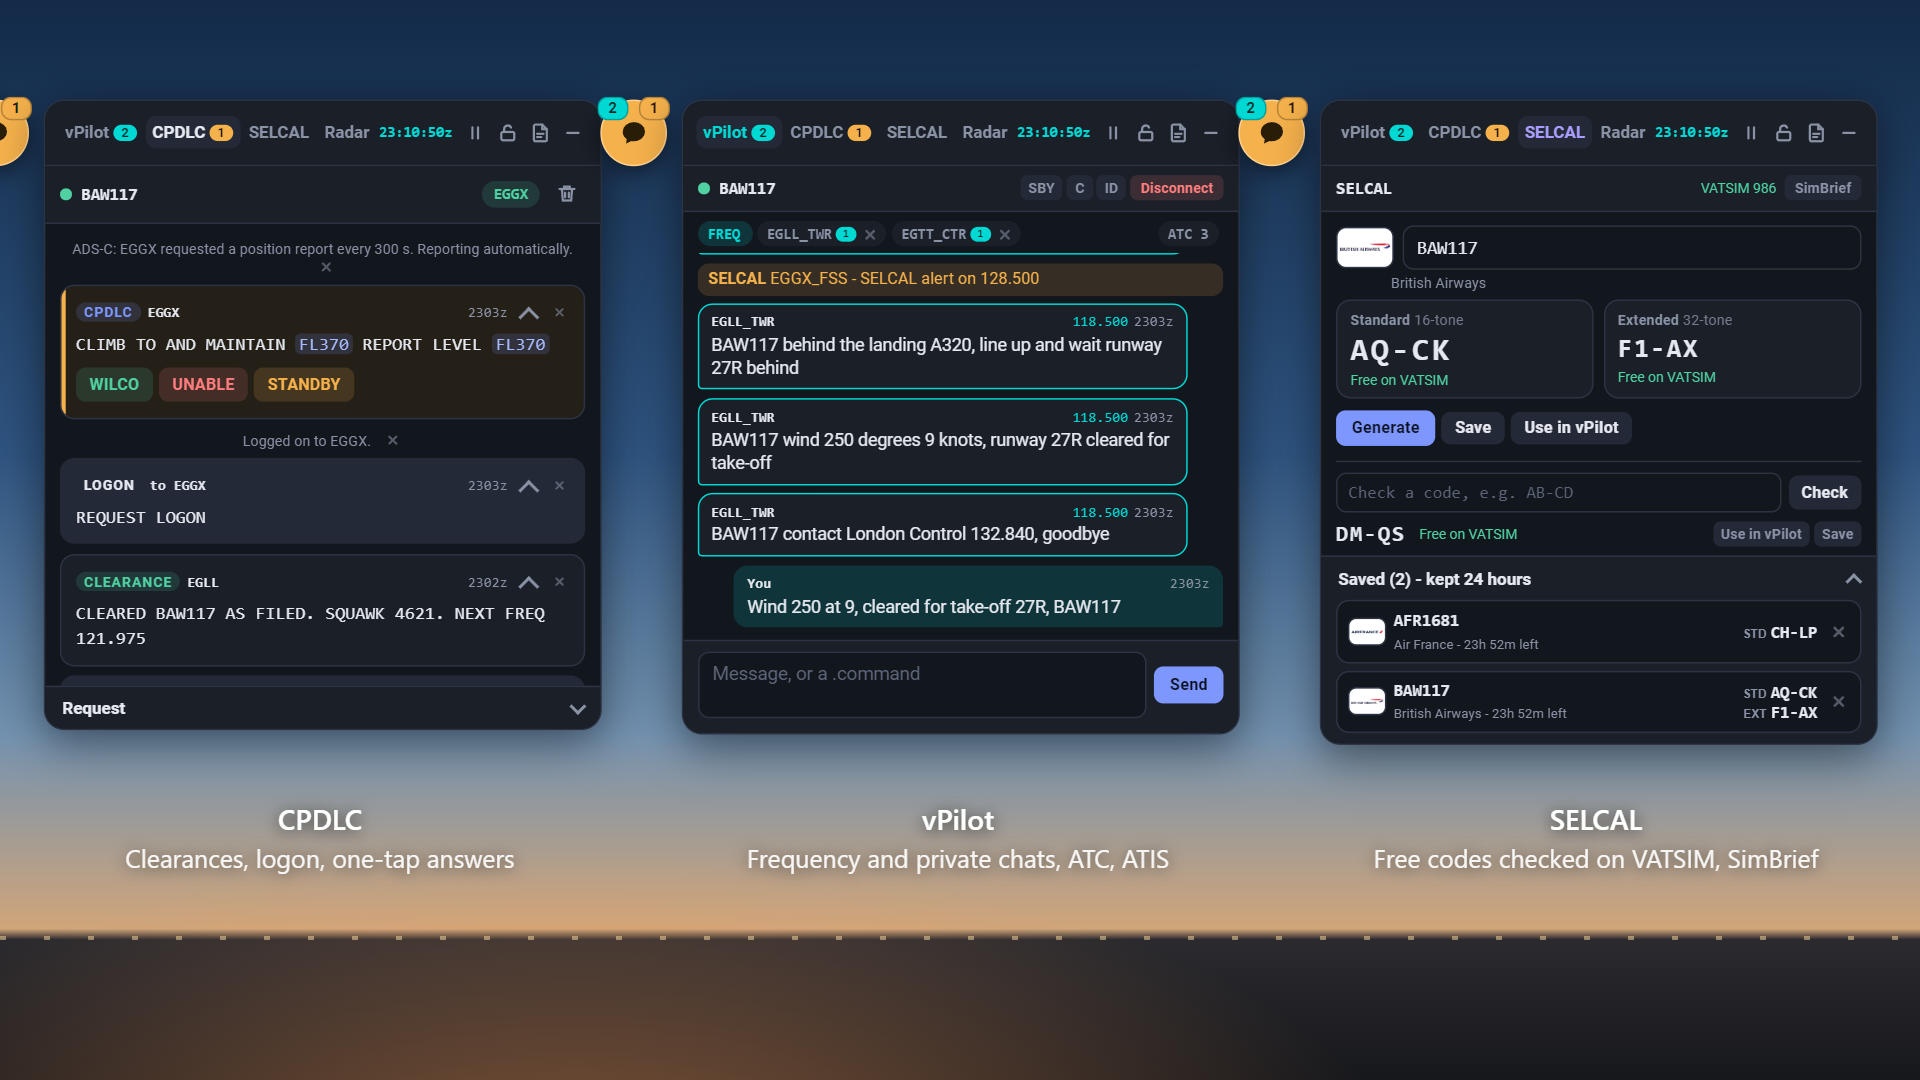 1
vPilot 2 CPDLC 1 SELCAL Radar 23:10:50z
BAW117 EGGX
ADS-C: EGGX requested a position report every 300 s. Reporting automatically.
CPDLC EGGX 2303z
CLIMB TO AND MAINTAIN FL370 REPORT LEVEL FL370
WILCO UNABLE STANDBY
Logged on to EGGX.
LOGON to EGGX 2303z
REQUEST LOGON
CLEARANCE EGLL 2302z
CLEARED BAW117 AS FILED. SQUAWK 4621. NEXT FREQ
121.975
Request
CPDLC
Clearances, logon, one-tap answers
2 1
vPilot 2 CPDLC 1 SELCAL Radar 23:10:50z
BAW117 SBY C ID Disconnect
FREQ EGLL_TWR 1 EGTT_CTR 1 ATC 3
SELCAL EGGX_FSS - SELCAL alert on 128.500
EGLL_TWR 118.500 2303z
BAW117 behind the landing A320, line up and wait runway
27R behind
EGLL_TWR 118.500 2303z
BAW117 wind 250 degrees 9 knots, runway 27R cleared for
take-off
EGLL_TWR 118.500 2303z
BAW117 contact London Control 132.840, goodbye
You 2303z
Wind 250 at 9, cleared for take-off 27R, BAW117
Message, or a .command
Send
vPilot
Frequency and private chats, ATC, ATIS
2 1
vPilot 2 CPDLC 1 SELCAL Radar 23:10:50z
SELCAL VATSIM 986 SimBrief
BRITISH AIRWAYS BAW117
British Airways
Standard 16-tone
AQ-CK
Free on VATSIM
Extended 32-tone
F1-AX
Free on VATSIM
Generate Save Use in vPilot
Check a code, e.g. AB-CD Check
DM-QS Free on VATSIM Use in vPilot Save
Saved (2) - kept 24 hours
AIRFRANCE AFR1681
Air France - 23h 52m left
STD CH-LP
BAW117
British Airways - 23h 52m left
STD AQ-CK
EXT F1-AX
SELCAL
Free codes checked on VATSIM, SimBrief